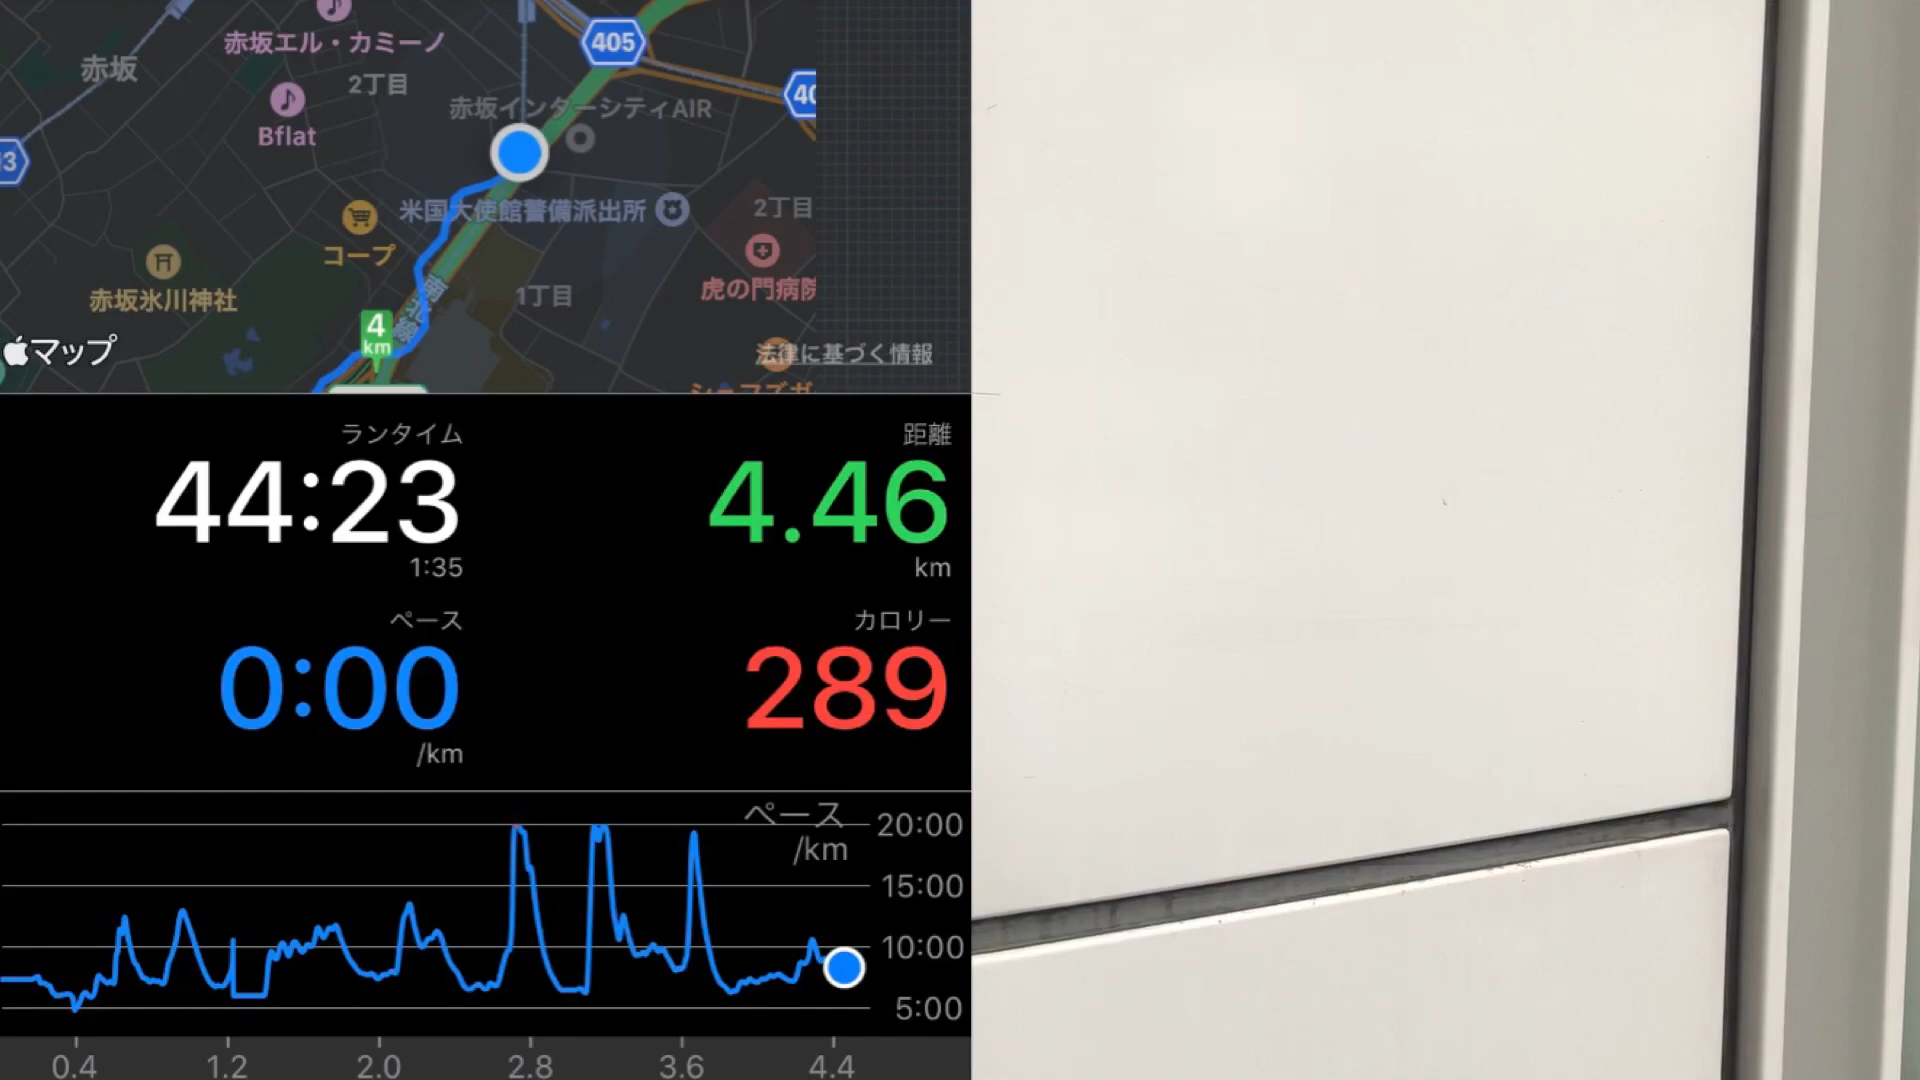 赤坂エル・カミーノ
赤坂
2丁目
405
Bflat
赤坂インターシティAIR
米国大使館警備派出所
2丁目
コープ
赤坂氷川神社
南北線
1丁目
虎の門病院
4
km
マップ
法律に基づく情報
ランタイム
44:23
1:35
距離
4.46
km
ペース
0:00
/km
カロリー
289
ペース
/km
20:00
15:00
10:00
5:00
0.4 1.2 2.0 2.8 3.6 4.4